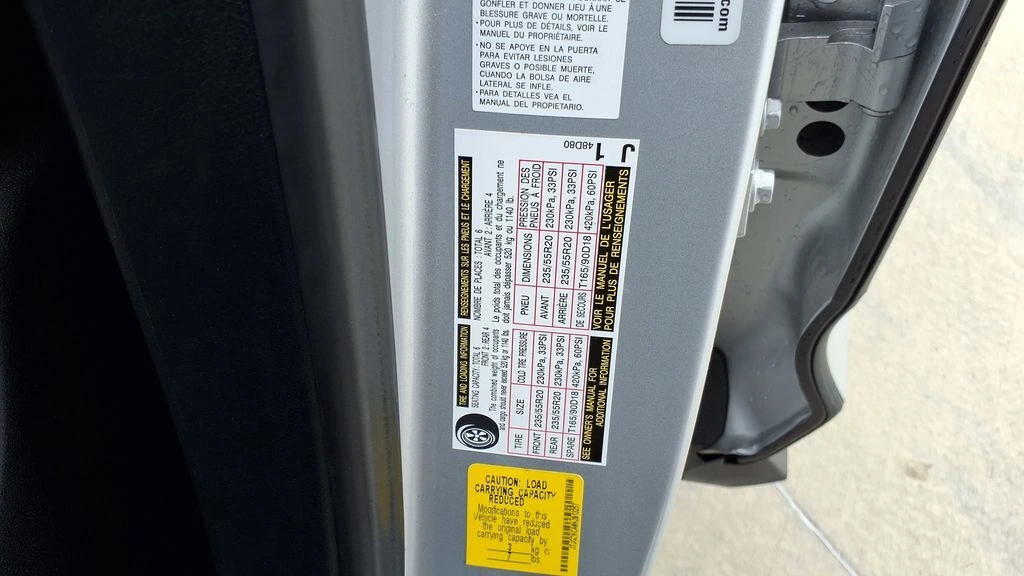 GONFLER ET DONNER LIEU À UNE
BLESSURE GRAVE OU MORTELLE.
·POUR PLUS DE DÉTAILS, VOIR LE
MANUEL DU PROPRIÉTAIRE.
·NO SE APOYE EN LA PUERTA
PARA EVITAR LESIONES
GRAVES O POSIBLE MUERTE,
CUANDO LA BOLSA DE AIRE
LATERAL SE INFLE.
·PARA DETALLES VEA EL
MANUAL DEL PROPIETARIO.
.com
TIRE AND LOADING INFORMATION
SEATING CAPACITY: TOTAL 6
FRONT 2: REAR 4
The combined weight of occupants
and cargo should never exceed 520 kg or 1140 lbs.
TIRE SIZE COLD TIRE PRESSURE
FRONT 235/55R20 230kPa, 33PSI
REAR 235/55R20 230kPa, 33PSI
SPARE T165/90D18 420kPa, 60PSI
SEE OWNER'S MANUAL FOR
ADDITIONAL INFORMATION
RENSEIGNEMENTS SUR LES PNEUS ET LE CHARGEMENT
NOMBRE DE PLACES : TOTAL 6
AVANT 2: ARRIÈRE 4
Le poids total des occupants et du chargement ne
doit jamais dépasser 520 kg ou 1140 lb.
PNEU DIMENSIONS PRESSION DES
PNEUS À FROID
AVANT 235/55R20 230kPa, 33PSI
ARRIÈRE 235/55R20 230kPa, 33PSI
DE SECOURS T165/90D18 420kPa, 60PSI
VOIR LE MANUEL DE L'USAGER
POUR PLUS DE RENSEIGNEMENTS
J1
48D80
CAUTION: LOAD
CARRYING CAPACITY
REDUCED
Modifications to this
vehicle have reduced
the original load
carrying capacity by
3 kg or
7 lbs.